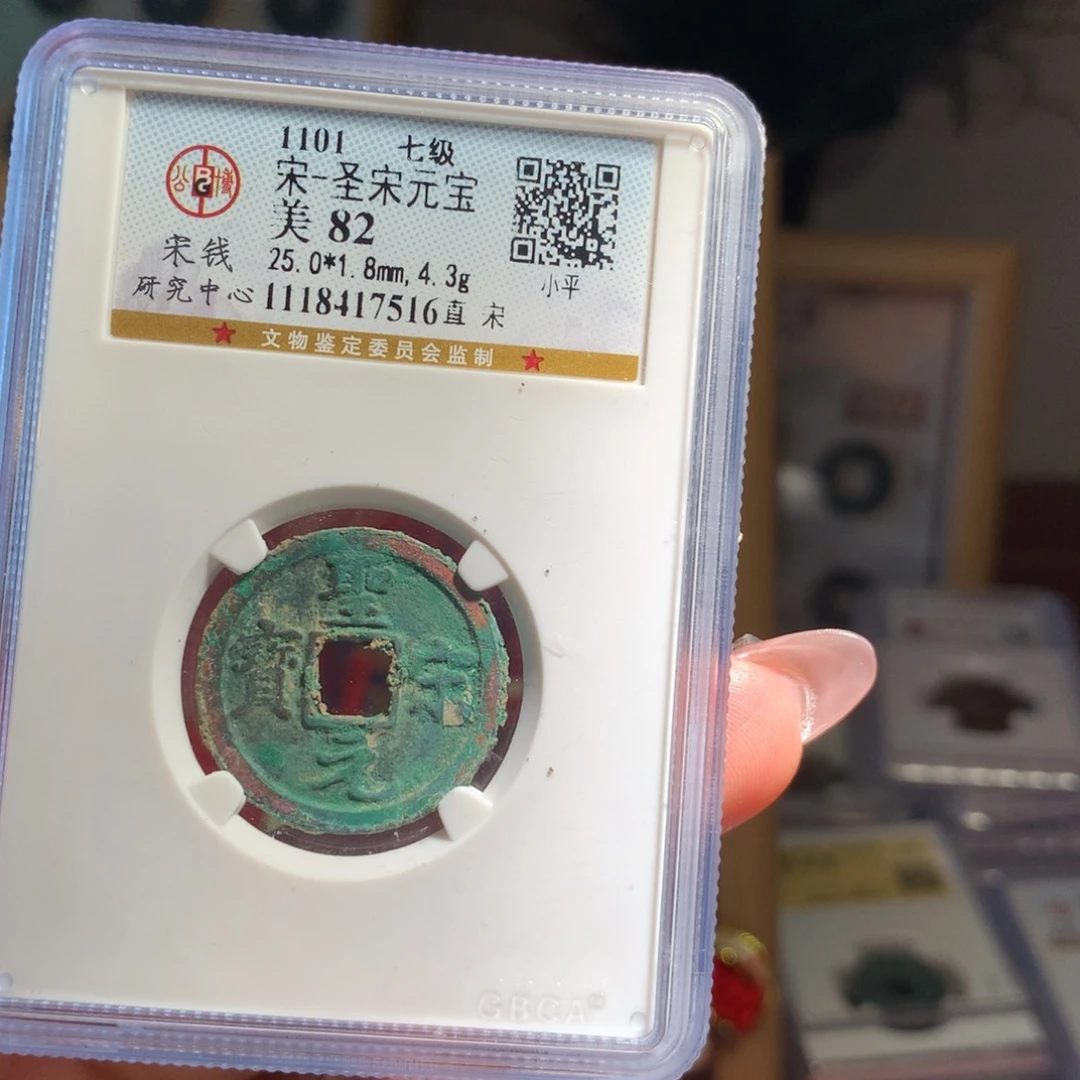 1101 七级
宋-圣宋元宝
美 82
25.0*1.8mm, 4.3g
小平
宋钱
研究中心
1118417516直 宋
公博
文物鉴定委员会监制
聖宋元寶
GBCA